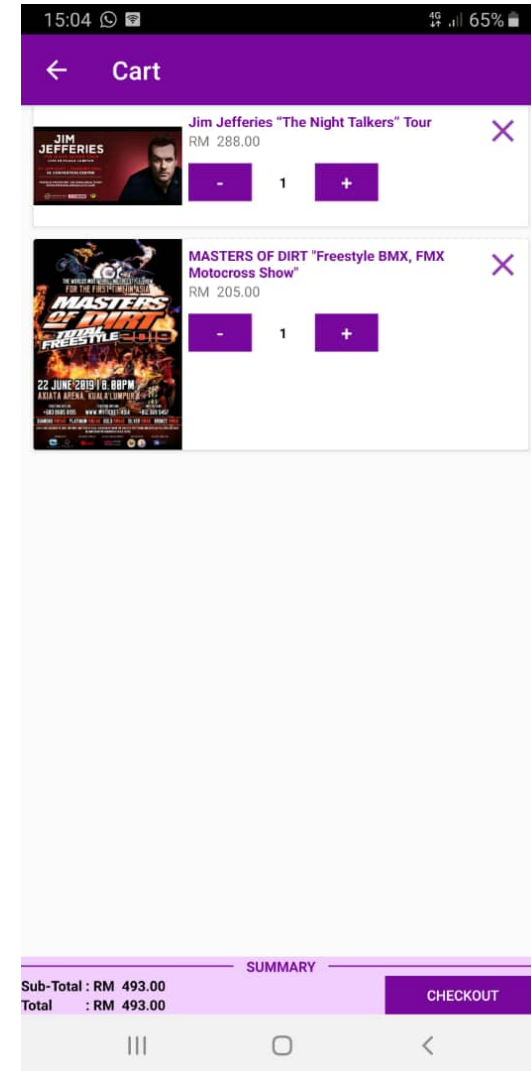 15:04
4G
65%
Cart
Jim Jefferies "The Night Talkers" Tour
RM 288.00
JIM
JEFFERIES
- 1 +
MASTERS OF DIRT "Freestyle BMX, FMX
Motocross Show"
RM 205.00
- 1 +
FOR THE FIRST TIME IN ASIA
MASTERS
OF DIRT
TOTAL
FREESTYLE 2019
22 JUNE 2019 | 8.00PM
AXIATA ARENA, KUALA LUMPUR
SUMMARY
Sub-Total : RM 493.00
Total : RM 493.00
CHECKOUT